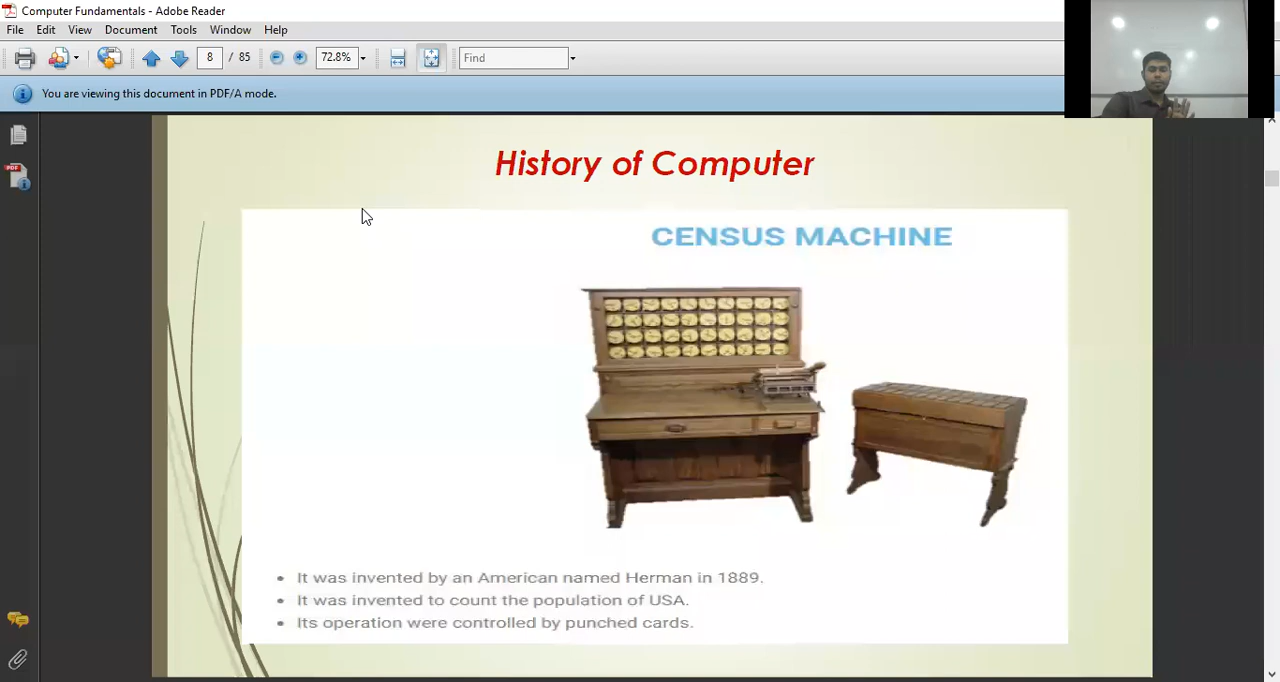 Computer Fundamentals - Adobe Reader
File Edit View Document Tools Window Help
8 / 85 72.8% Find
You are viewing this document in PDF/A mode.
History of Computer
CENSUS MACHINE
• It was invented by an American named Herman in 1889.
• It was invented to count the population of USA.
• Its operation were controlled by punched cards.